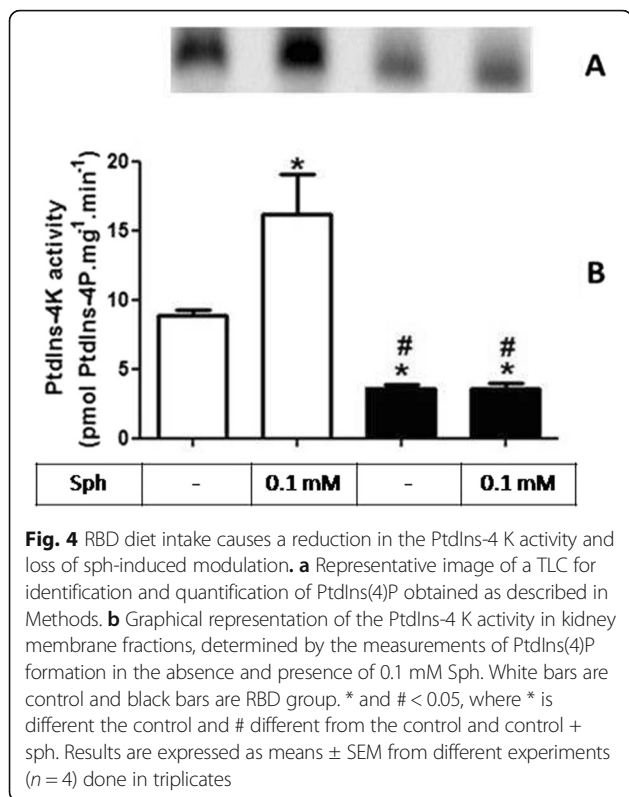 A
PtdIns-4K activity
(pmol PtdIns-4P.mg-1.min-1)
20
15
10
5
0
*
#
*
#
*
B
Sph - 0.1 mM - 0.1 mM
Fig. 4 RBD diet intake causes a reduction in the PtdIns-4 K activity and
loss of sph-induced modulation. a Representative image of a TLC for
identification and quantification of PtdIns(4)P obtained as described in
Methods. b Graphical representation of the PtdIns-4 K activity in kidney
membrane fractions, determined by the measurements of PtdIns(4)P
formation in the absence and presence of 0.1 mM Sph. White bars are
control and black bars are RBD group. * and # < 0.05, where * is
different the control and # different from the control and control +
sph. Results are expressed as means ± SEM from different experiments
(n = 4) done in triplicates